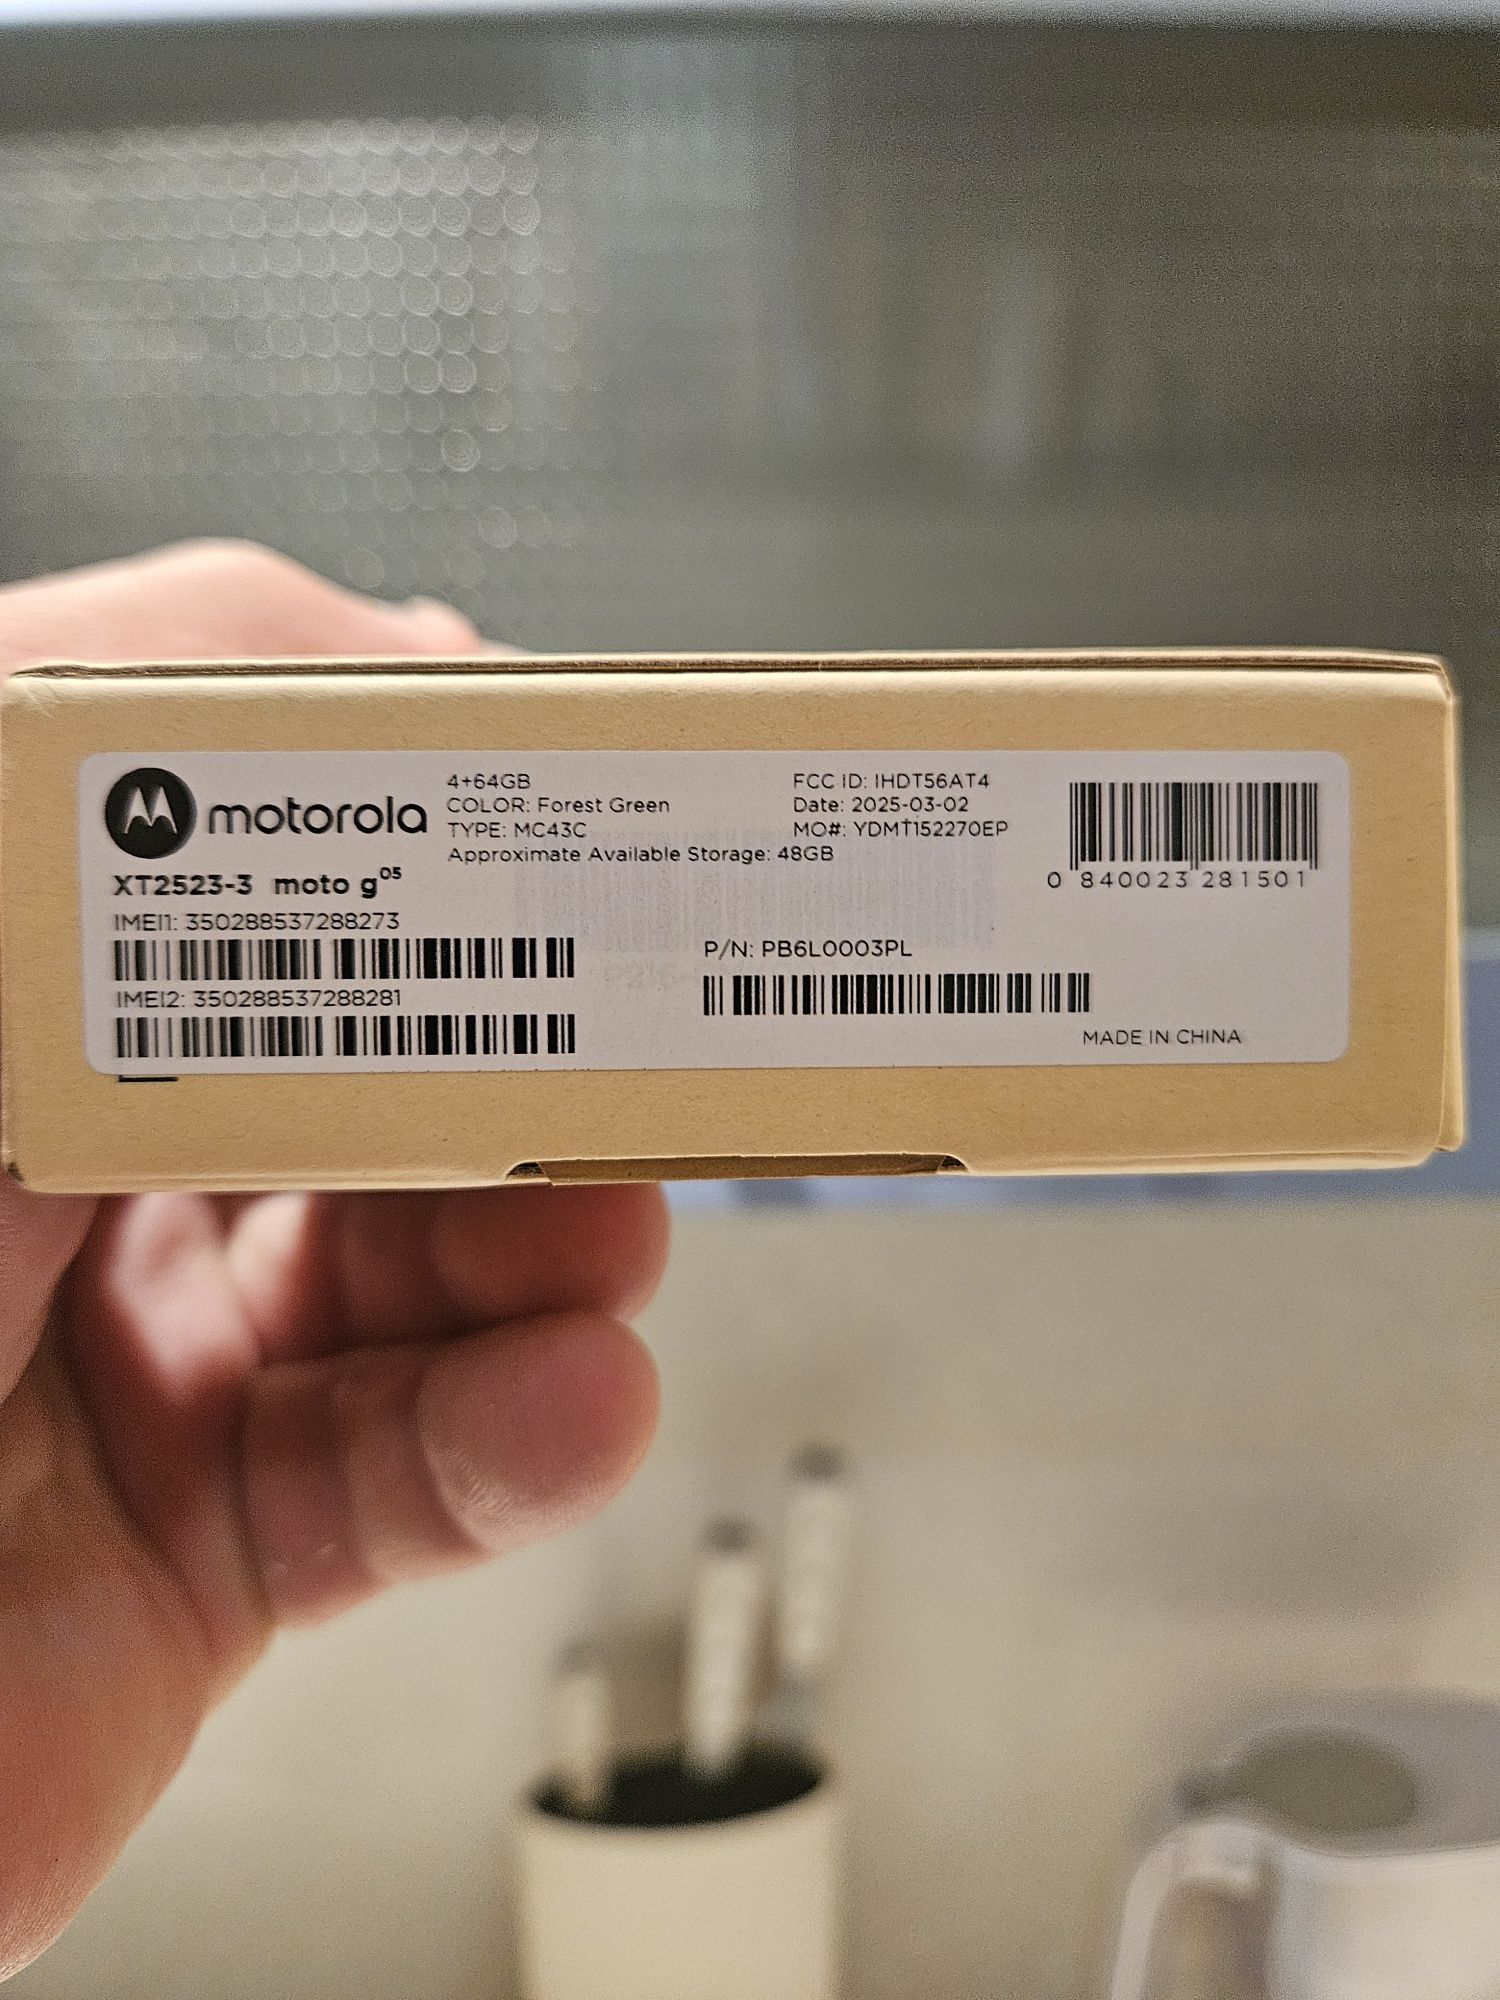 motorola
XT2523-3 moto g05
4+64GB
COLOR: Forest Green
TYPE: MC43C
Approximate Available Storage: 48GB
FCC ID: IHDT56AT4
Date: 2025-03-02
MO#: YDMT152270EP
0 840023 281501
IMEI1: 350288537288273
IMEI2: 350288537288281
P/N: PB6L0003PL
MADE IN CHINA